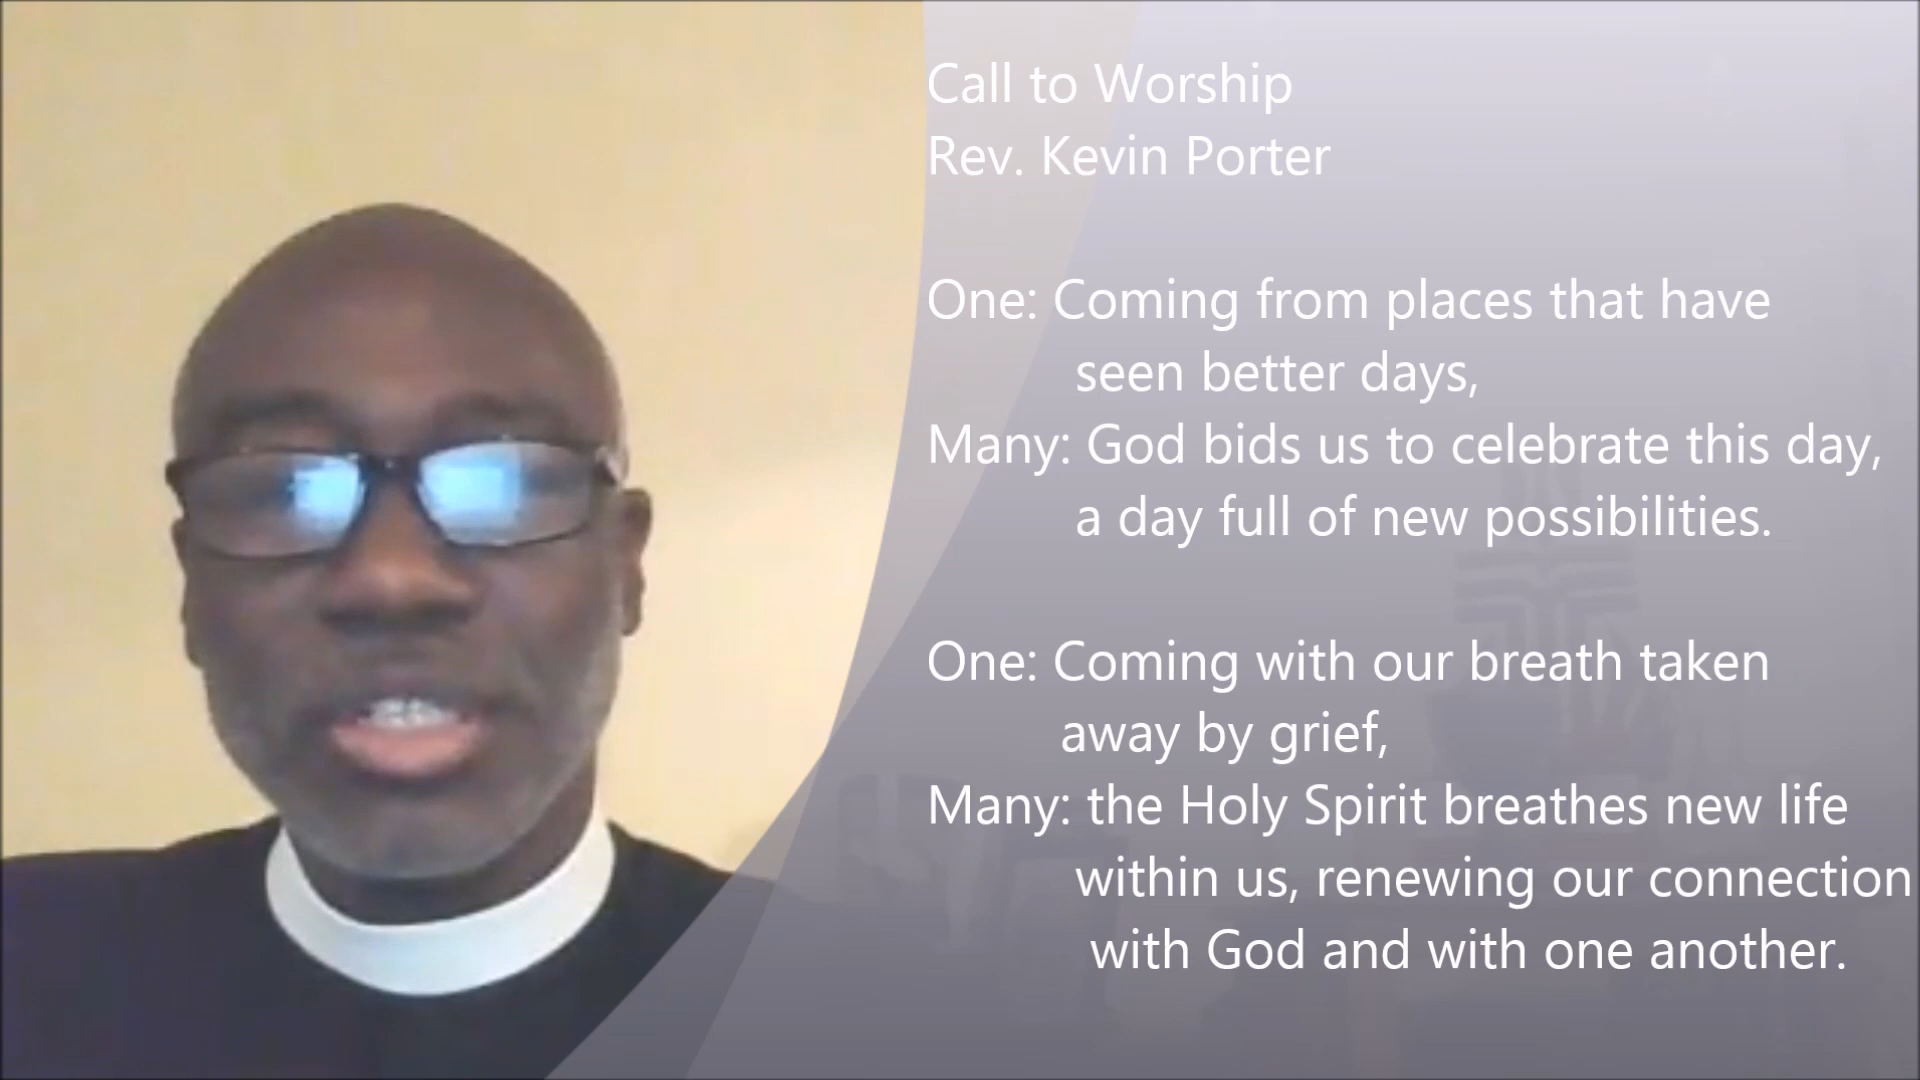 Call to Worship
Rev. Kevin Porter
One: Coming from places that have
seen better days,
Many: God bids us to celebrate this day,
a day full of new possibilities.
One: Coming with our breath taken
away by grief,
Many: the Holy Spirit breathes new life
within us, renewing our connection
with God and with one another.